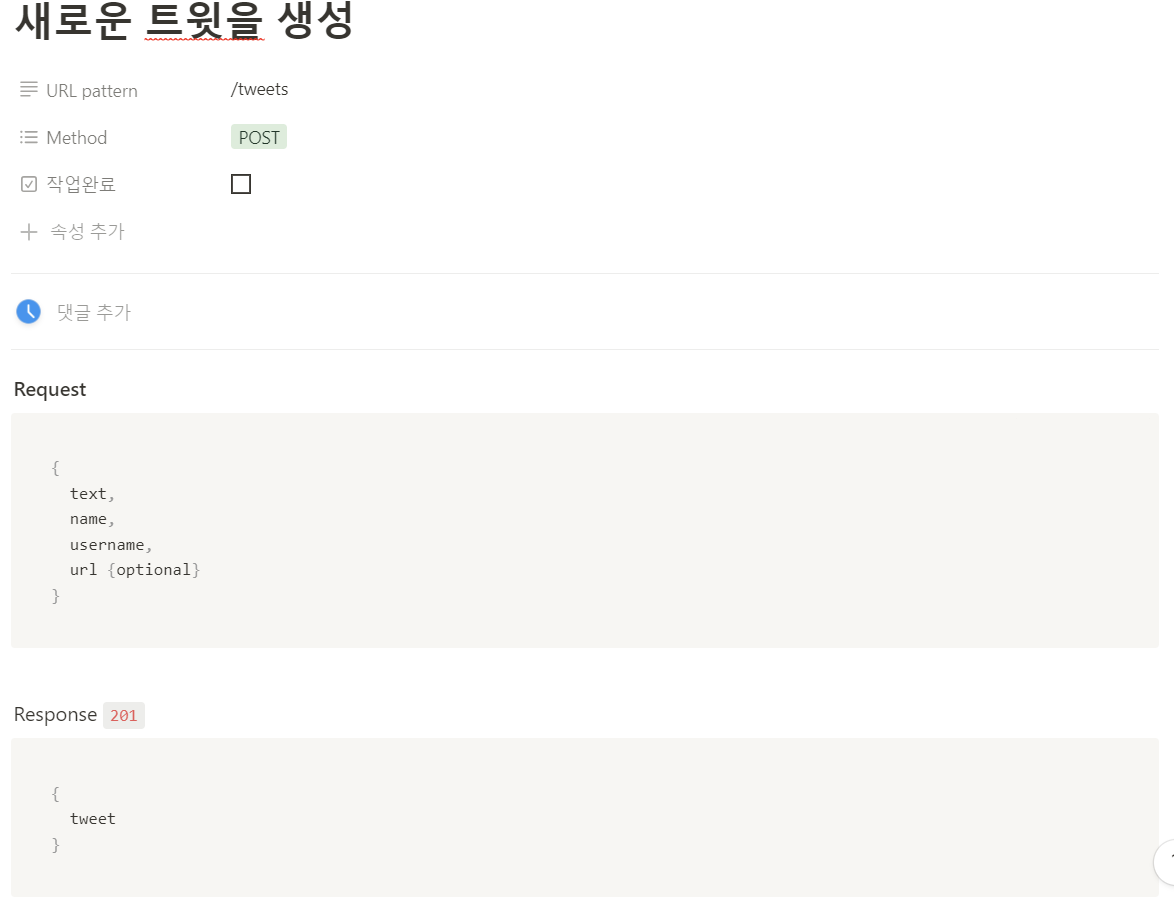 새로운 트윗을 생성
URL pattern /tweets
Method POST
작업완료
속성 추가
댓글 추가
Request
{
text,
name,
username,
url {optional}
}
Response 201
{
tweet
}